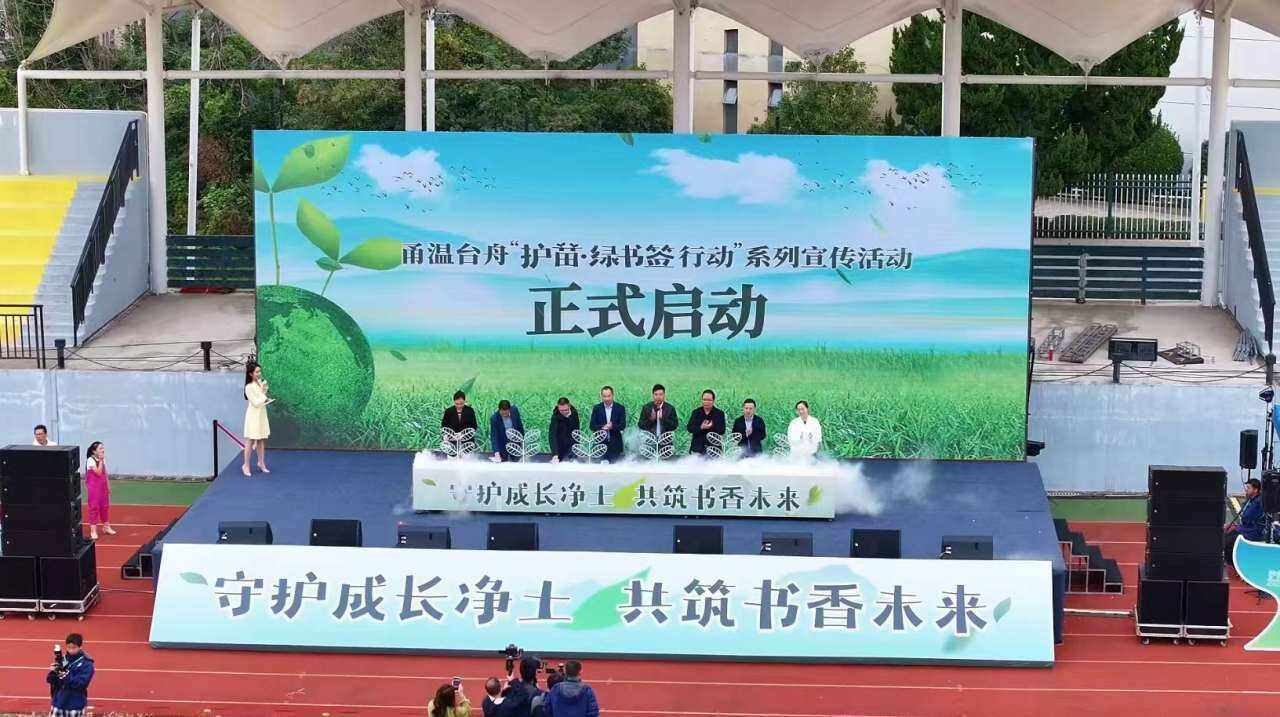 甬温台舟“护苗·绿书签行动”系列宣传活动
正式启动
守护成长净土 共筑书香未来
守护成长净土 共筑书香未来